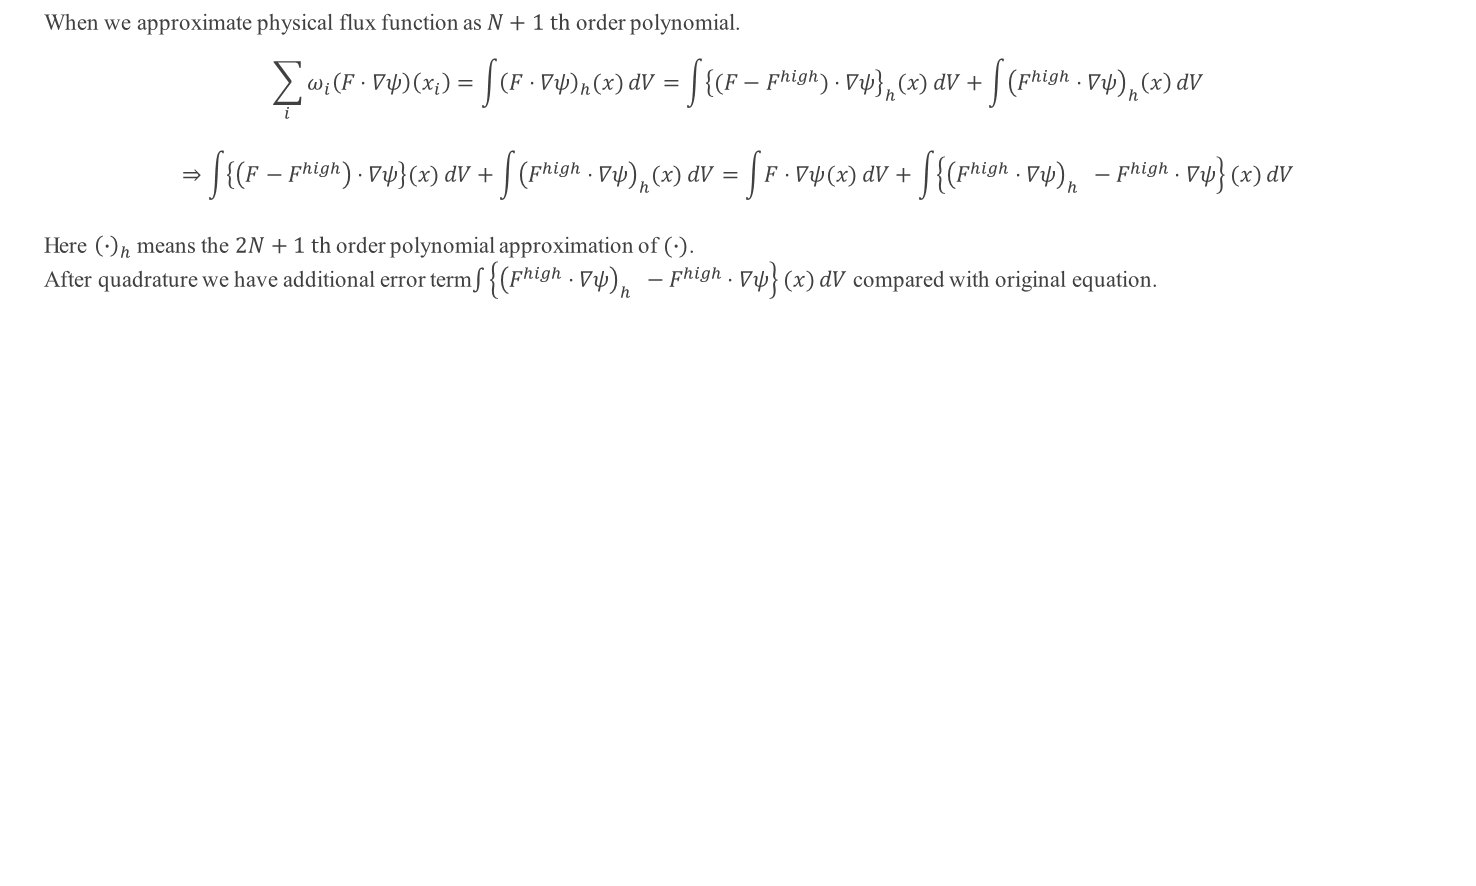 When we approximate physical flux function as N + 1 th order polynomial.
∑_i ω_i(F · ∇ψ)(x_i) = ∫(F · ∇ψ)_h(x) dV = ∫{(F − F^high) · ∇ψ}_h(x) dV + ∫(F^high · ∇ψ)_h(x) dV
⇒ ∫{(F − F^high) · ∇ψ}(x) dV + ∫(F^high · ∇ψ)_h(x) dV = ∫F · ∇ψ(x) dV + ∫{(F^high · ∇ψ)_h − F^high · ∇ψ}(x) dV
Here (·)_h means the 2N + 1 th order polynomial approximation of (·).
After quadrature we have additional error term∫{(F^high · ∇ψ)_h − F^high · ∇ψ}(x) dV compared with original equation.